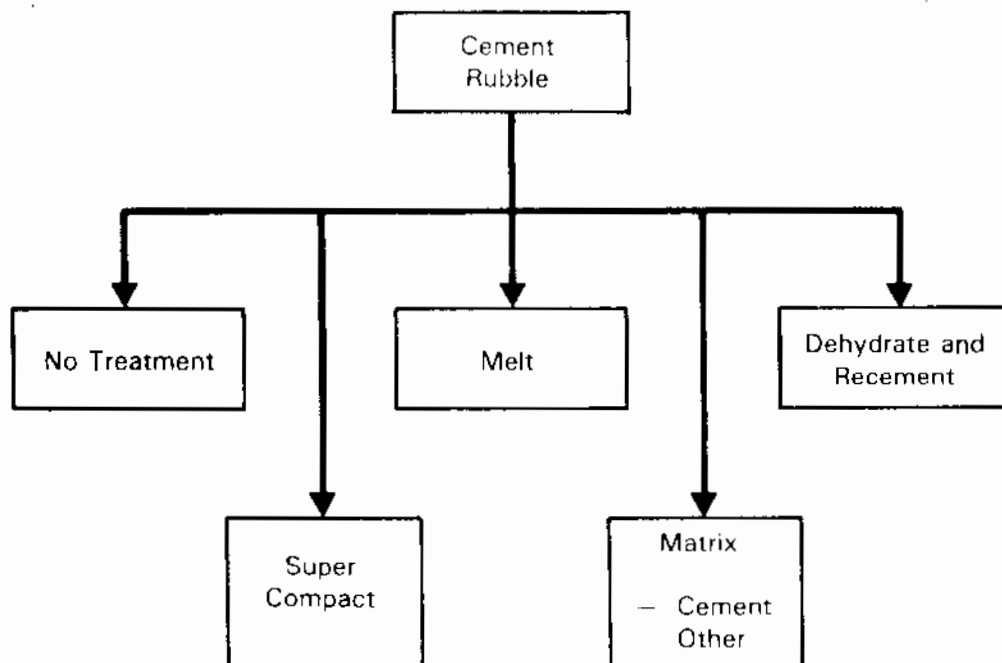 Cement
Rubble
No Treatment
Melt
Dehydrate and
Recement
Super
Compact
Matrix
— Cement
Other